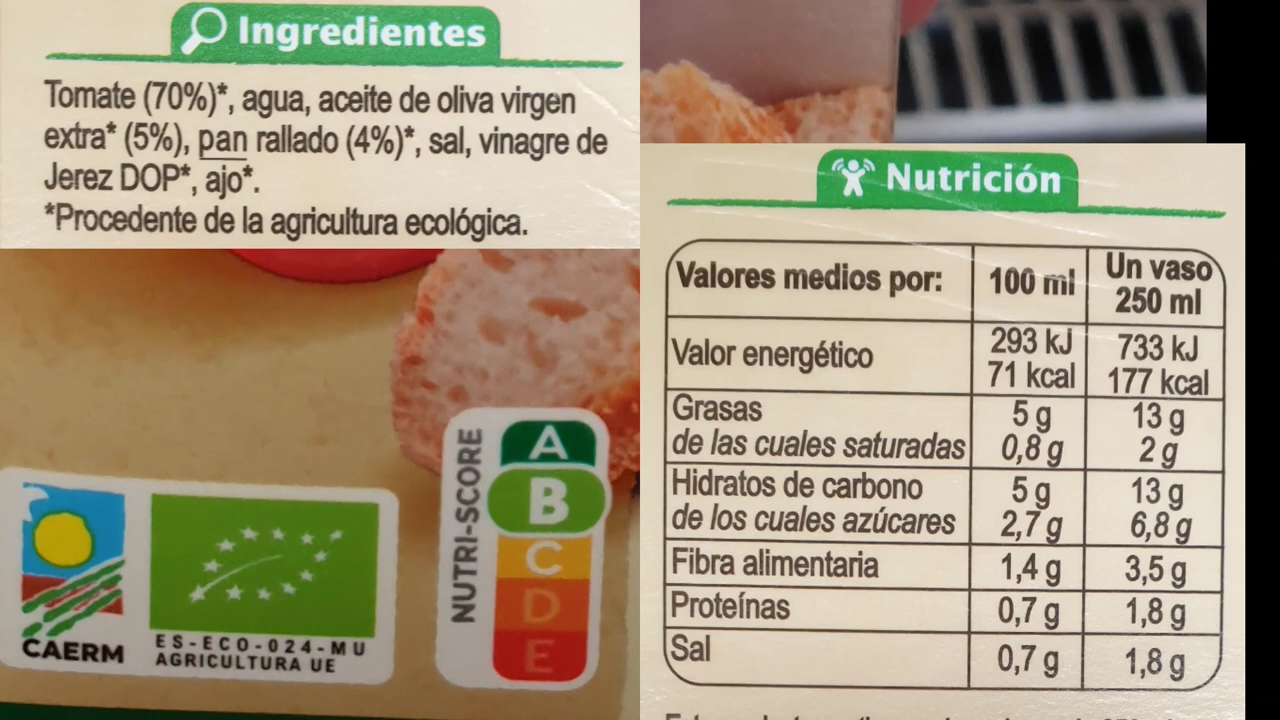 Ingredientes
Tomate (70%)*, agua, aceite de oliva virgen
extra* (5%), pan rallado (4%)*, sal, vinagre de
Jerez DOP*, ajo*.
*Procedente de la agricultura ecológica.
CAERM
ES-ECO-024-MU
AGRICULTURA UE
NUTRI-SCORE
A
B
C
D
E
Nutrición
Valores medios por: 100 ml Un vaso 250 ml
Valor energético 293 kJ 71 kcal 733 kJ 177 kcal
Grasas 5 g 13 g
de las cuales saturadas 0,8 g 2 g
Hidratos de carbono 5 g 13 g
de los cuales azúcares 2,7 g 6,8 g
Fibra alimentaria 1,4 g 3,5 g
Proteínas 0,7 g 1,8 g
Sal 0,7 g 1,8 g